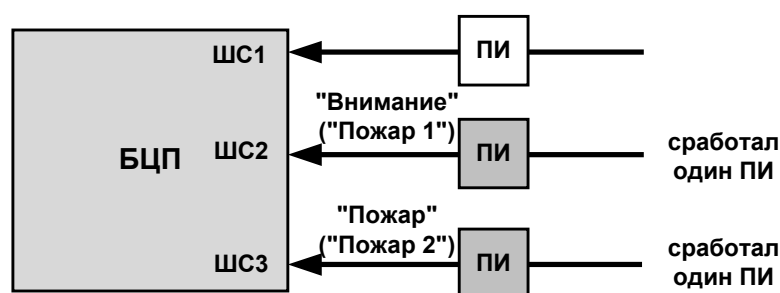 ШС1
ПИ
"Внимание"
("Пожар 1")
БЦП
ШС2
ПИ
сработал
один ПИ
"Пожар"
("Пожар 2")
ШС3
ПИ
сработал
один ПИ